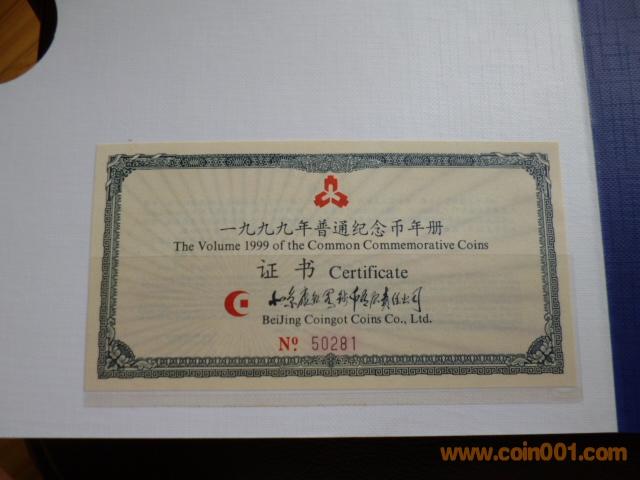 一九九九年普通纪念币年册
The Volume 1999 of the Common Commemorative Coins
证书 Certificate
BeiJing Coingot Coins Co., Ltd.
Nº 50281
www.coin001.com